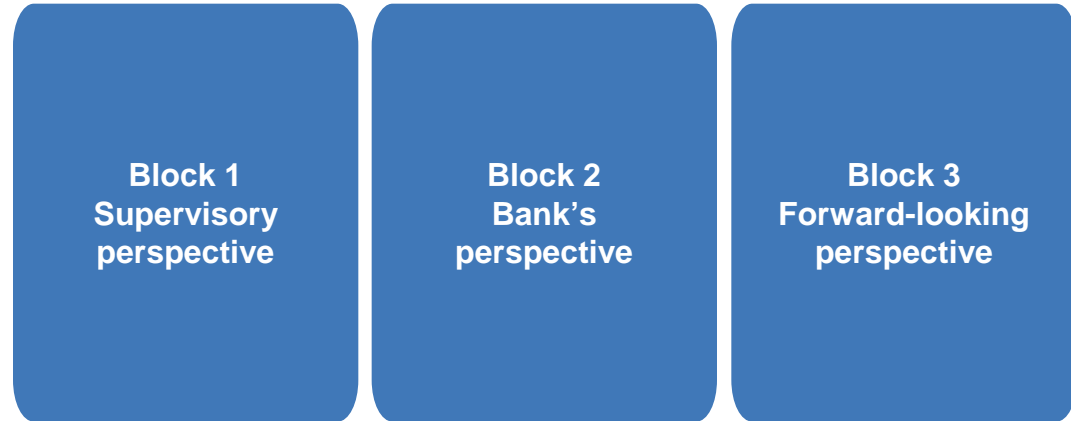 Block 1
Supervisory
perspective
Block 2
Bank’s
perspective
Block 3
Forward-looking
perspective